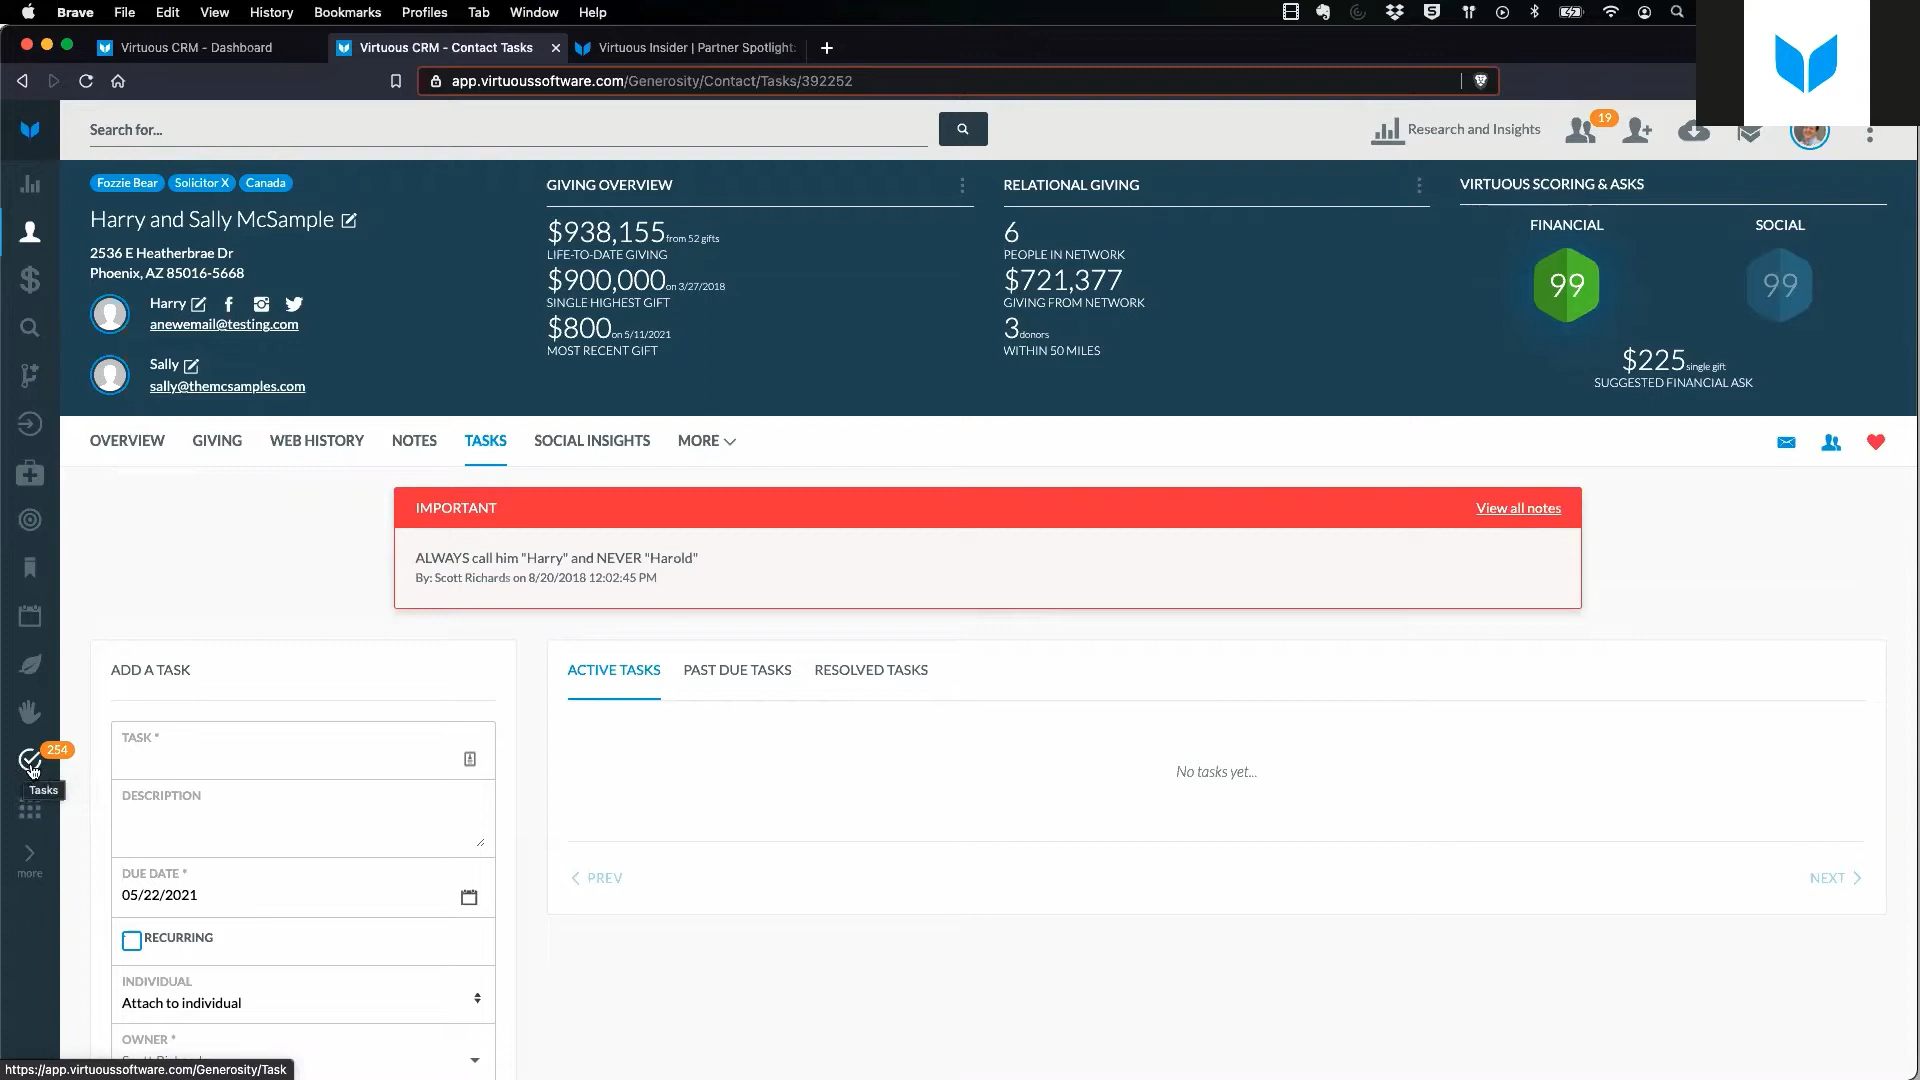 Brave File Edit View History Bookmarks Profiles Tab Window Help
Virtuous CRM - Dashboard
Virtuous CRM - Contact Tasks
Virtuous Insider | Partner Spotlight:
app.virtuoussoftware.com/Generosity/Contact/Tasks/392252
Search for...
Research and Insights
19
Fozzie Bear Solicitor X Canada
Harry and Sally McSample
2536 E Heatherbrae Dr
Phoenix, AZ 85016-5668
Harry
anewemail@testing.com
Sally
sally@themcsamples.com
GIVING OVERVIEW
$938,155 from 52 gifts
LIFE-TO-DATE GIVING
$900,000 on 3/27/2018
SINGLE HIGHEST GIFT
$800 on 5/11/2021
MOST RECENT GIFT
RELATIONAL GIVING
6
PEOPLE IN NETWORK
$721,377
GIVING FROM NETWORK
3 donors
WITHIN 50 MILES
VIRTUOUS SCORING & ASKS
FINANCIAL SOCIAL
99 99
$225 single gift
SUGGESTED FINANCIAL ASK
OVERVIEW GIVING WEB HISTORY NOTES TASKS SOCIAL INSIGHTS MORE
IMPORTANT View all notes
ALWAYS call him "Harry" and NEVER "Harold"
By: Scott Richards on 8/20/2018 12:02:45 PM
ADD A TASK
TASK *
DESCRIPTION
DUE DATE *
05/22/2021
RECURRING
INDIVIDUAL
Attach to individual
OWNER *
ACTIVE TASKS PAST DUE TASKS RESOLVED TASKS
No tasks yet...
PREV NEXT
254
Tasks
more
https://app.virtuoussoftware.com/Generosity/Task